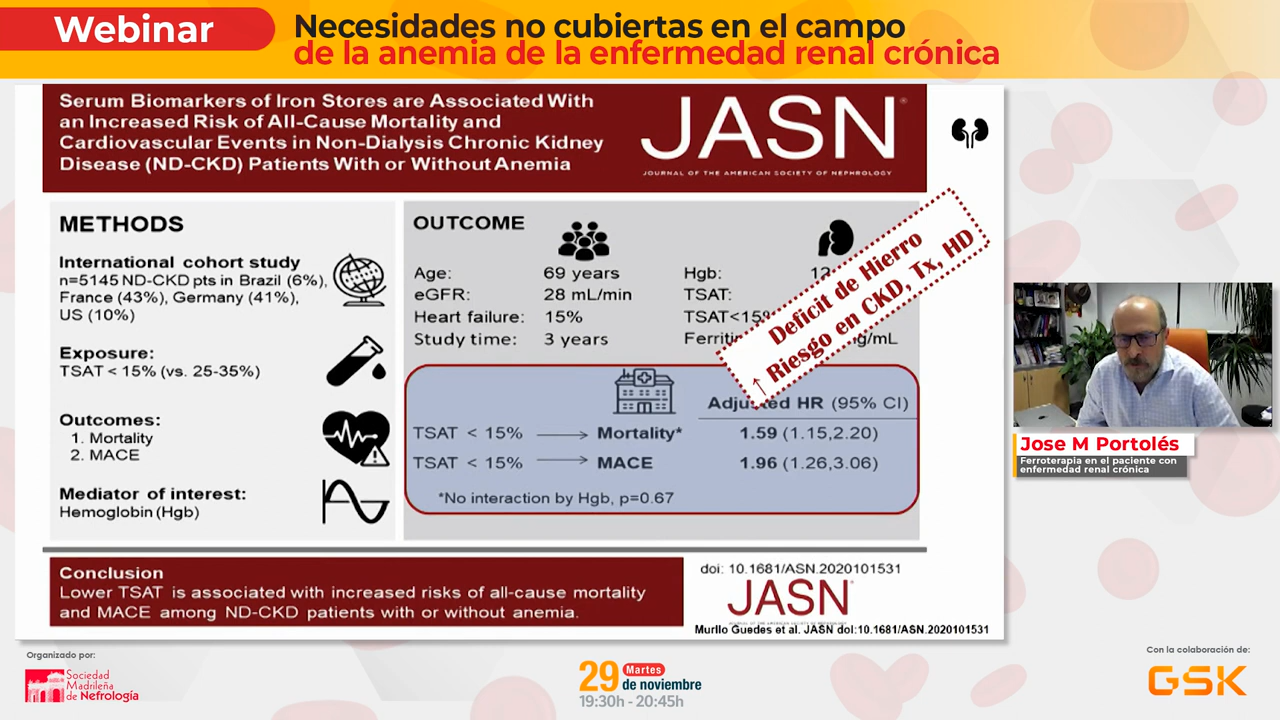 Webinar
Necesidades no cubiertas en el campo
de la anemia de la enfermedad renal crónica
Serum Biomarkers of Iron Stores are Associated With
an Increased Risk of All-Cause Mortality and
Cardiovascular Events in Non-Dialysis Chronic Kidney
Disease (ND-CKD) Patients With or Without Anemia
JASN
JOURNAL OF THE AMERICAN SOCIETY OF NEPHROLOGY
METHODS
International cohort study
n=5145 ND-CKD pts in Brazil (6%),
France (43%), Germany (41%),
US (10%)
Exposure:
TSAT < 15% (vs. 25-35%)
Outcomes:
1. Mortality
2. MACE
Mediator of interest:
Hemoglobin (Hgb)
OUTCOME
Age: 69 years
eGFR: 28 mL/min
Heart failure: 15%
Study time: 3 years
Hgb:
TSAT:
TSAT<15%
Deficit de Hierro
↑ Riesgo en CKD, Tx, HD
Adjusted HR (95% CI)
TSAT < 15% → Mortality* 1.59 (1.15,2.20)
TSAT < 15% → MACE 1.96 (1.26,3.06)
*No interaction by Hgb, p=0.67
Conclusion
Lower TSAT is associated with increased risks of all-cause mortality
and MACE among ND-CKD patients with or without anemia.
doi: 10.1681/ASN.2020101531
JASN
Murilo Guedes et al. JASN doi:10.1681/ASN.2020101531
Jose M Portolés
Ferroterapia en el paciente con
enfermedad renal crónica
Organizado por:
Sociedad
Madrileña
de Nefrología
29 Martes
de noviembre
19:30h - 20:45h
Con la colaboración de:
GSK